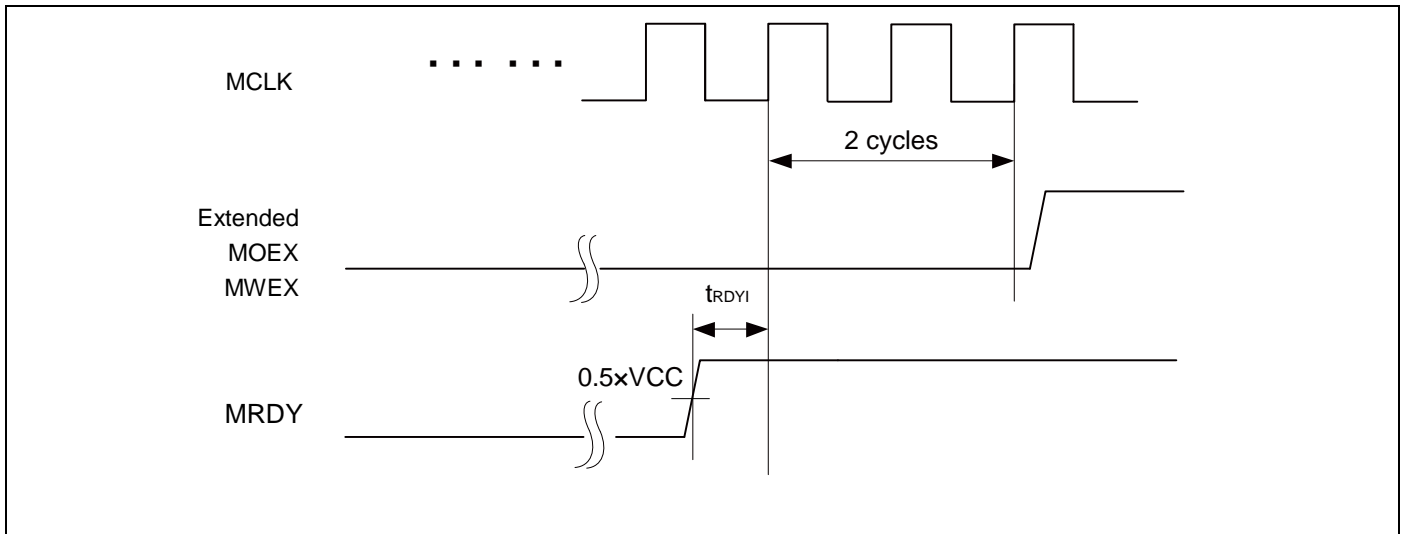 MCLK
2 cycles
Extended
MOEX
MWEX
tRDYI
0.5×VCC
MRDY